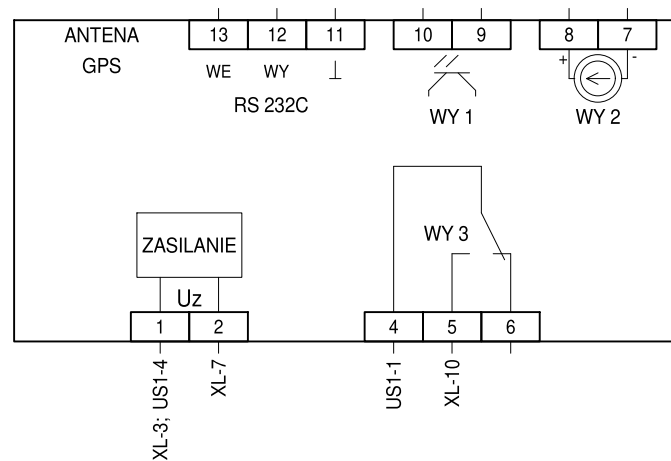 ANTENA
GPS
13 12 11 10 9 8 7
WE WY
RS 232C
WY 1
+ -
WY 2
ZASILANIE
Uz
WY 3
1 2 4 5 6
XL-3; US1-4
XL-7
US1-1
XL-10